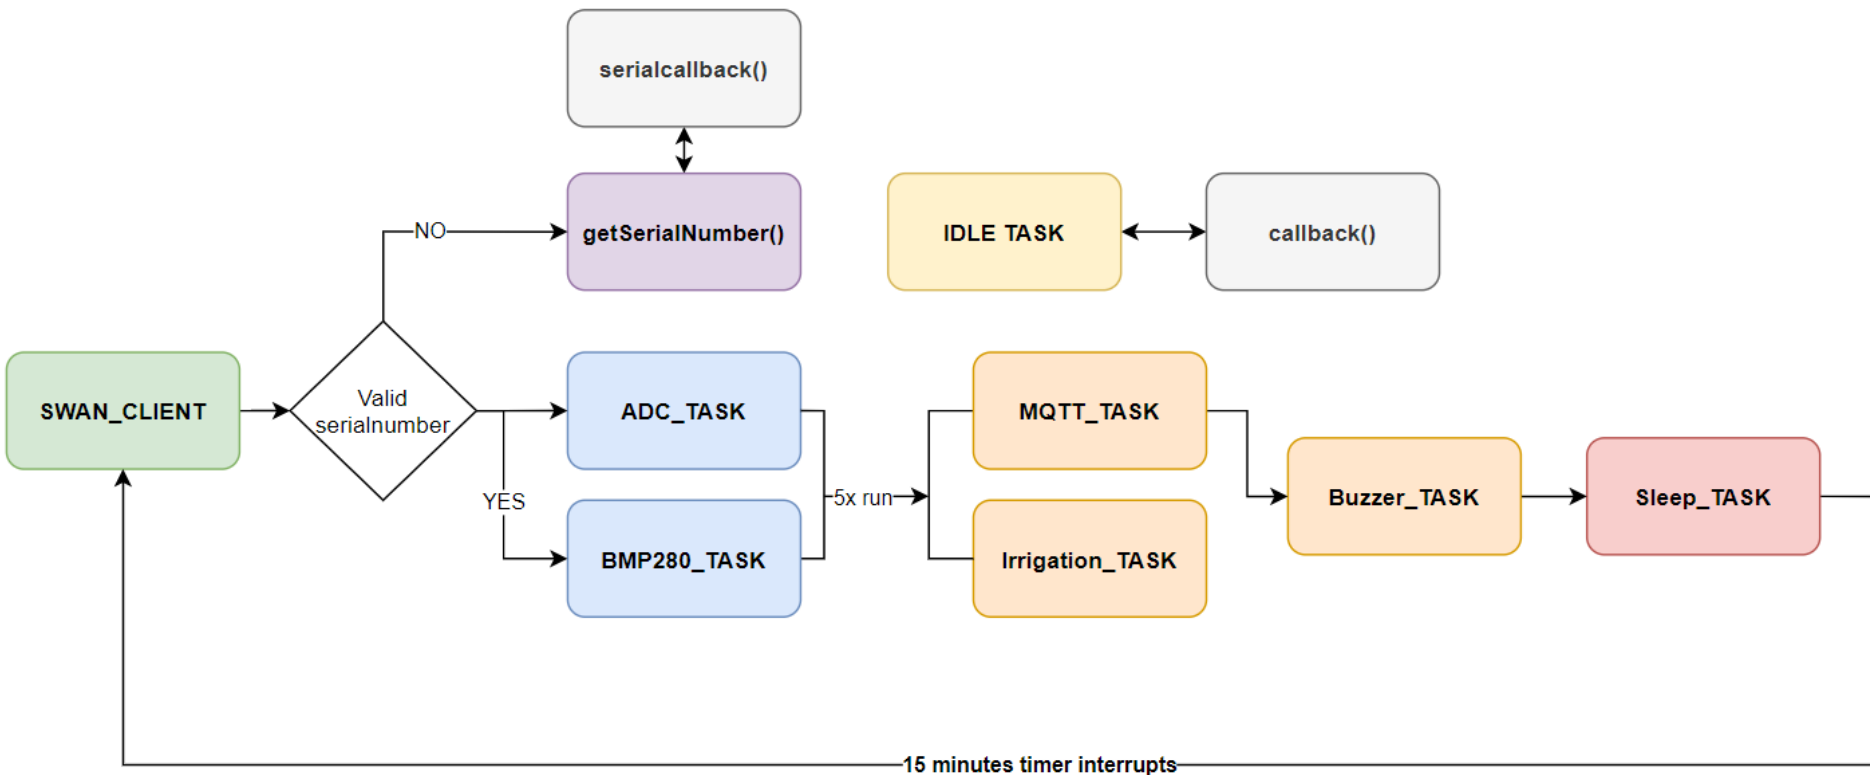 serialcallback()
NO
getSerialNumber()
IDLE TASK
callback()
SWAN_CLIENT
Valid
serialnumber
ADC_TASK
MQTT_TASK
YES
5x run
Buzzer_TASK
Sleep_TASK
BMP280_TASK
Irrigation_TASK
15 minutes timer interrupts